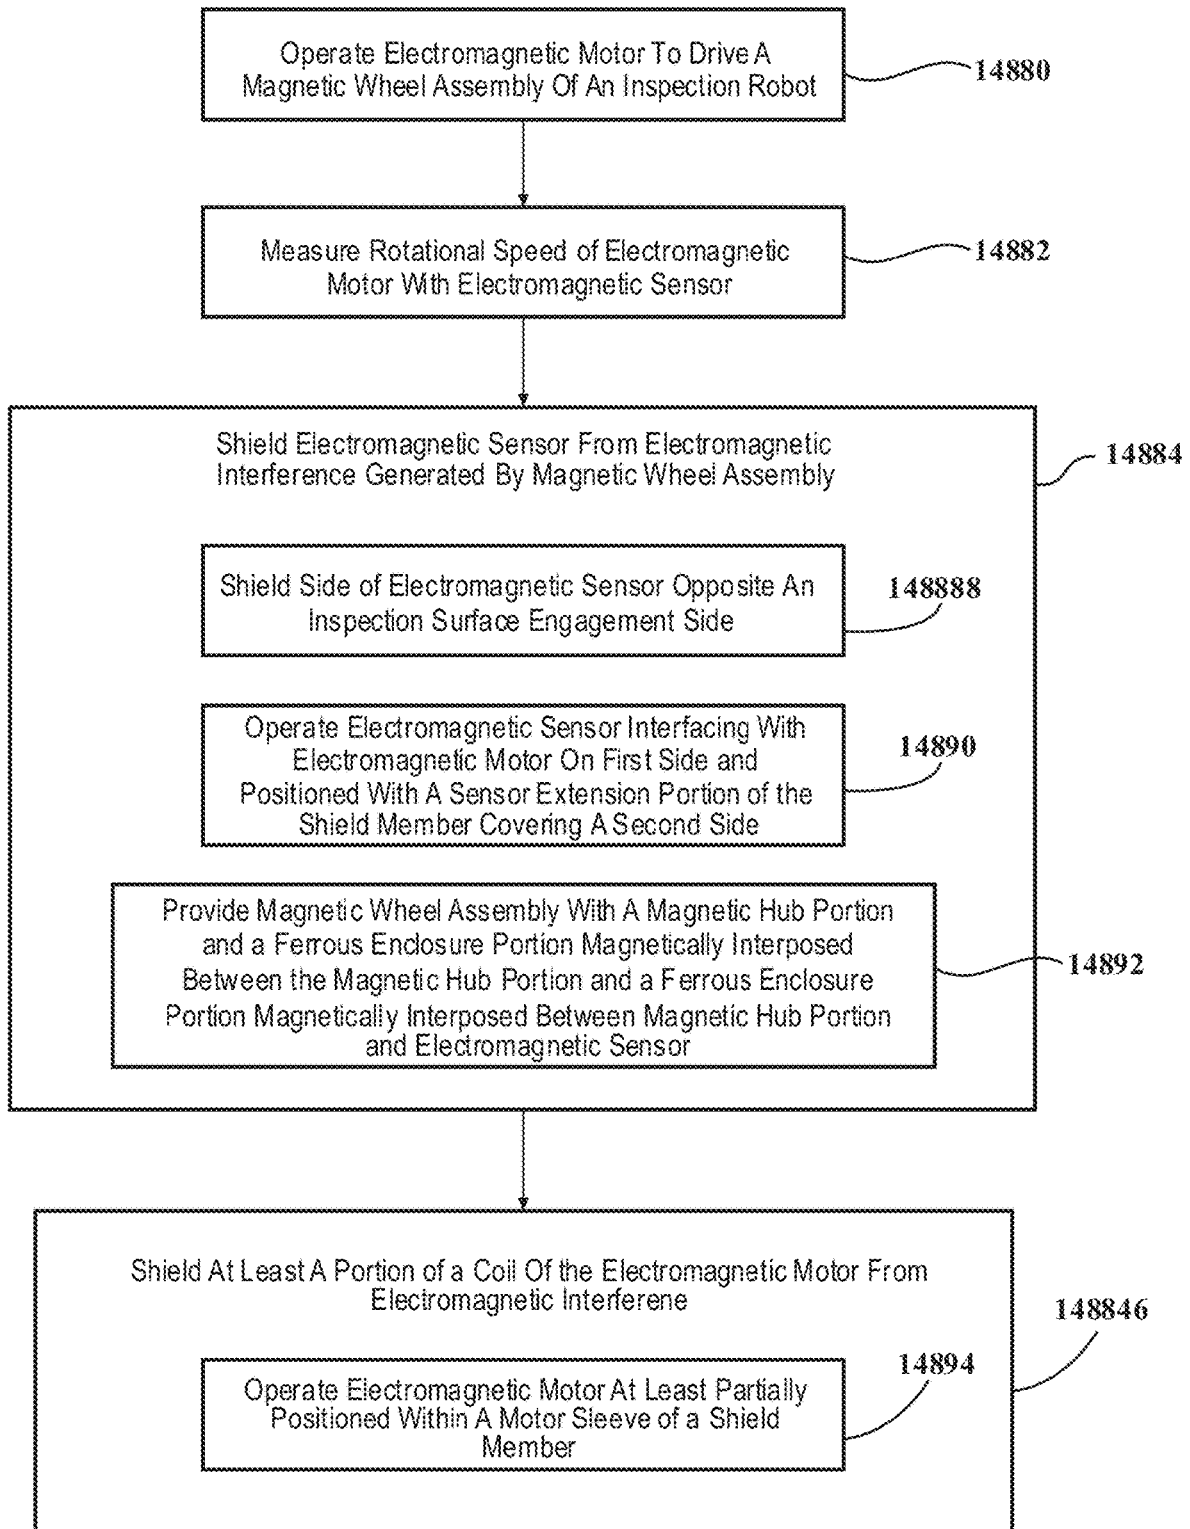 Operate Electromagnetic Motor To Drive A
Magnetic Wheel Assembly Of An Inspection Robot
14880
Measure Rotational Speed of Electromagnetic
Motor With Electromagnetic Sensor
14882
Shield Electromagnetic Sensor From Electromagnetic
Interference Generated By Magnetic Wheel Assembly
14884
Shield Side of Electromagnetic Sensor Opposite An
Inspection Surface Engagement Side
148888
Operate Electromagnetic Sensor Interfacing With
Electromagnetic Motor On First Side and
Positioned With A Sensor Extension Portion of the
Shield Member Covering A Second Side
14890
Provide Magnetic Wheel Assembly With A Magnetic Hub Portion
and a Ferrous Enclosure Portion Magnetically Interposed
Between the Magnetic Hub Portion and a Ferrous Enclosure
Portion Magnetically Interposed Between Magnetic Hub Portion
and Electromagnetic Sensor
14892
Shield At Least A Portion of a Coil Of the Electromagnetic Motor From
Electromagnetic Interferene
148846
Operate Electromagnetic Motor At Least Partially
Positioned Within A Motor Sleeve of a Shield
Member
14894